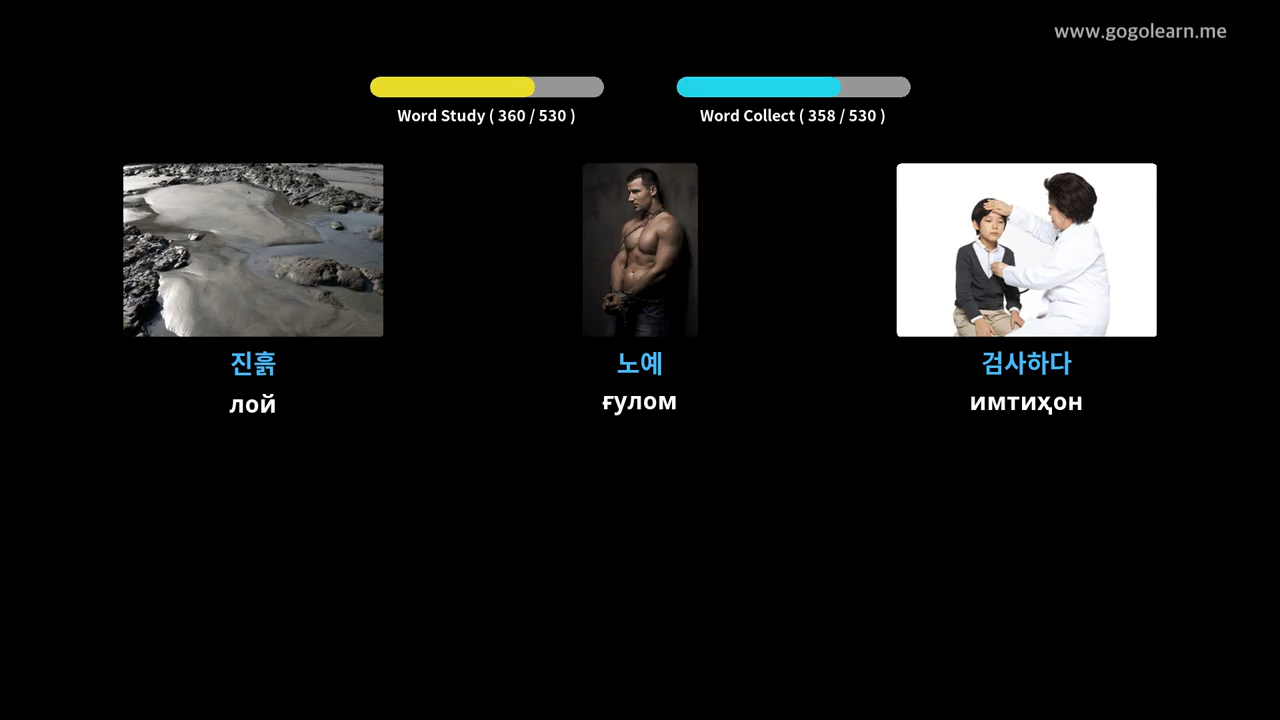 www.gogolearn.me
Word Study ( 360 / 530 )
Word Collect ( 358 / 530 )
진흙
노예
검사하다
лой
ғулом
имтиҳон